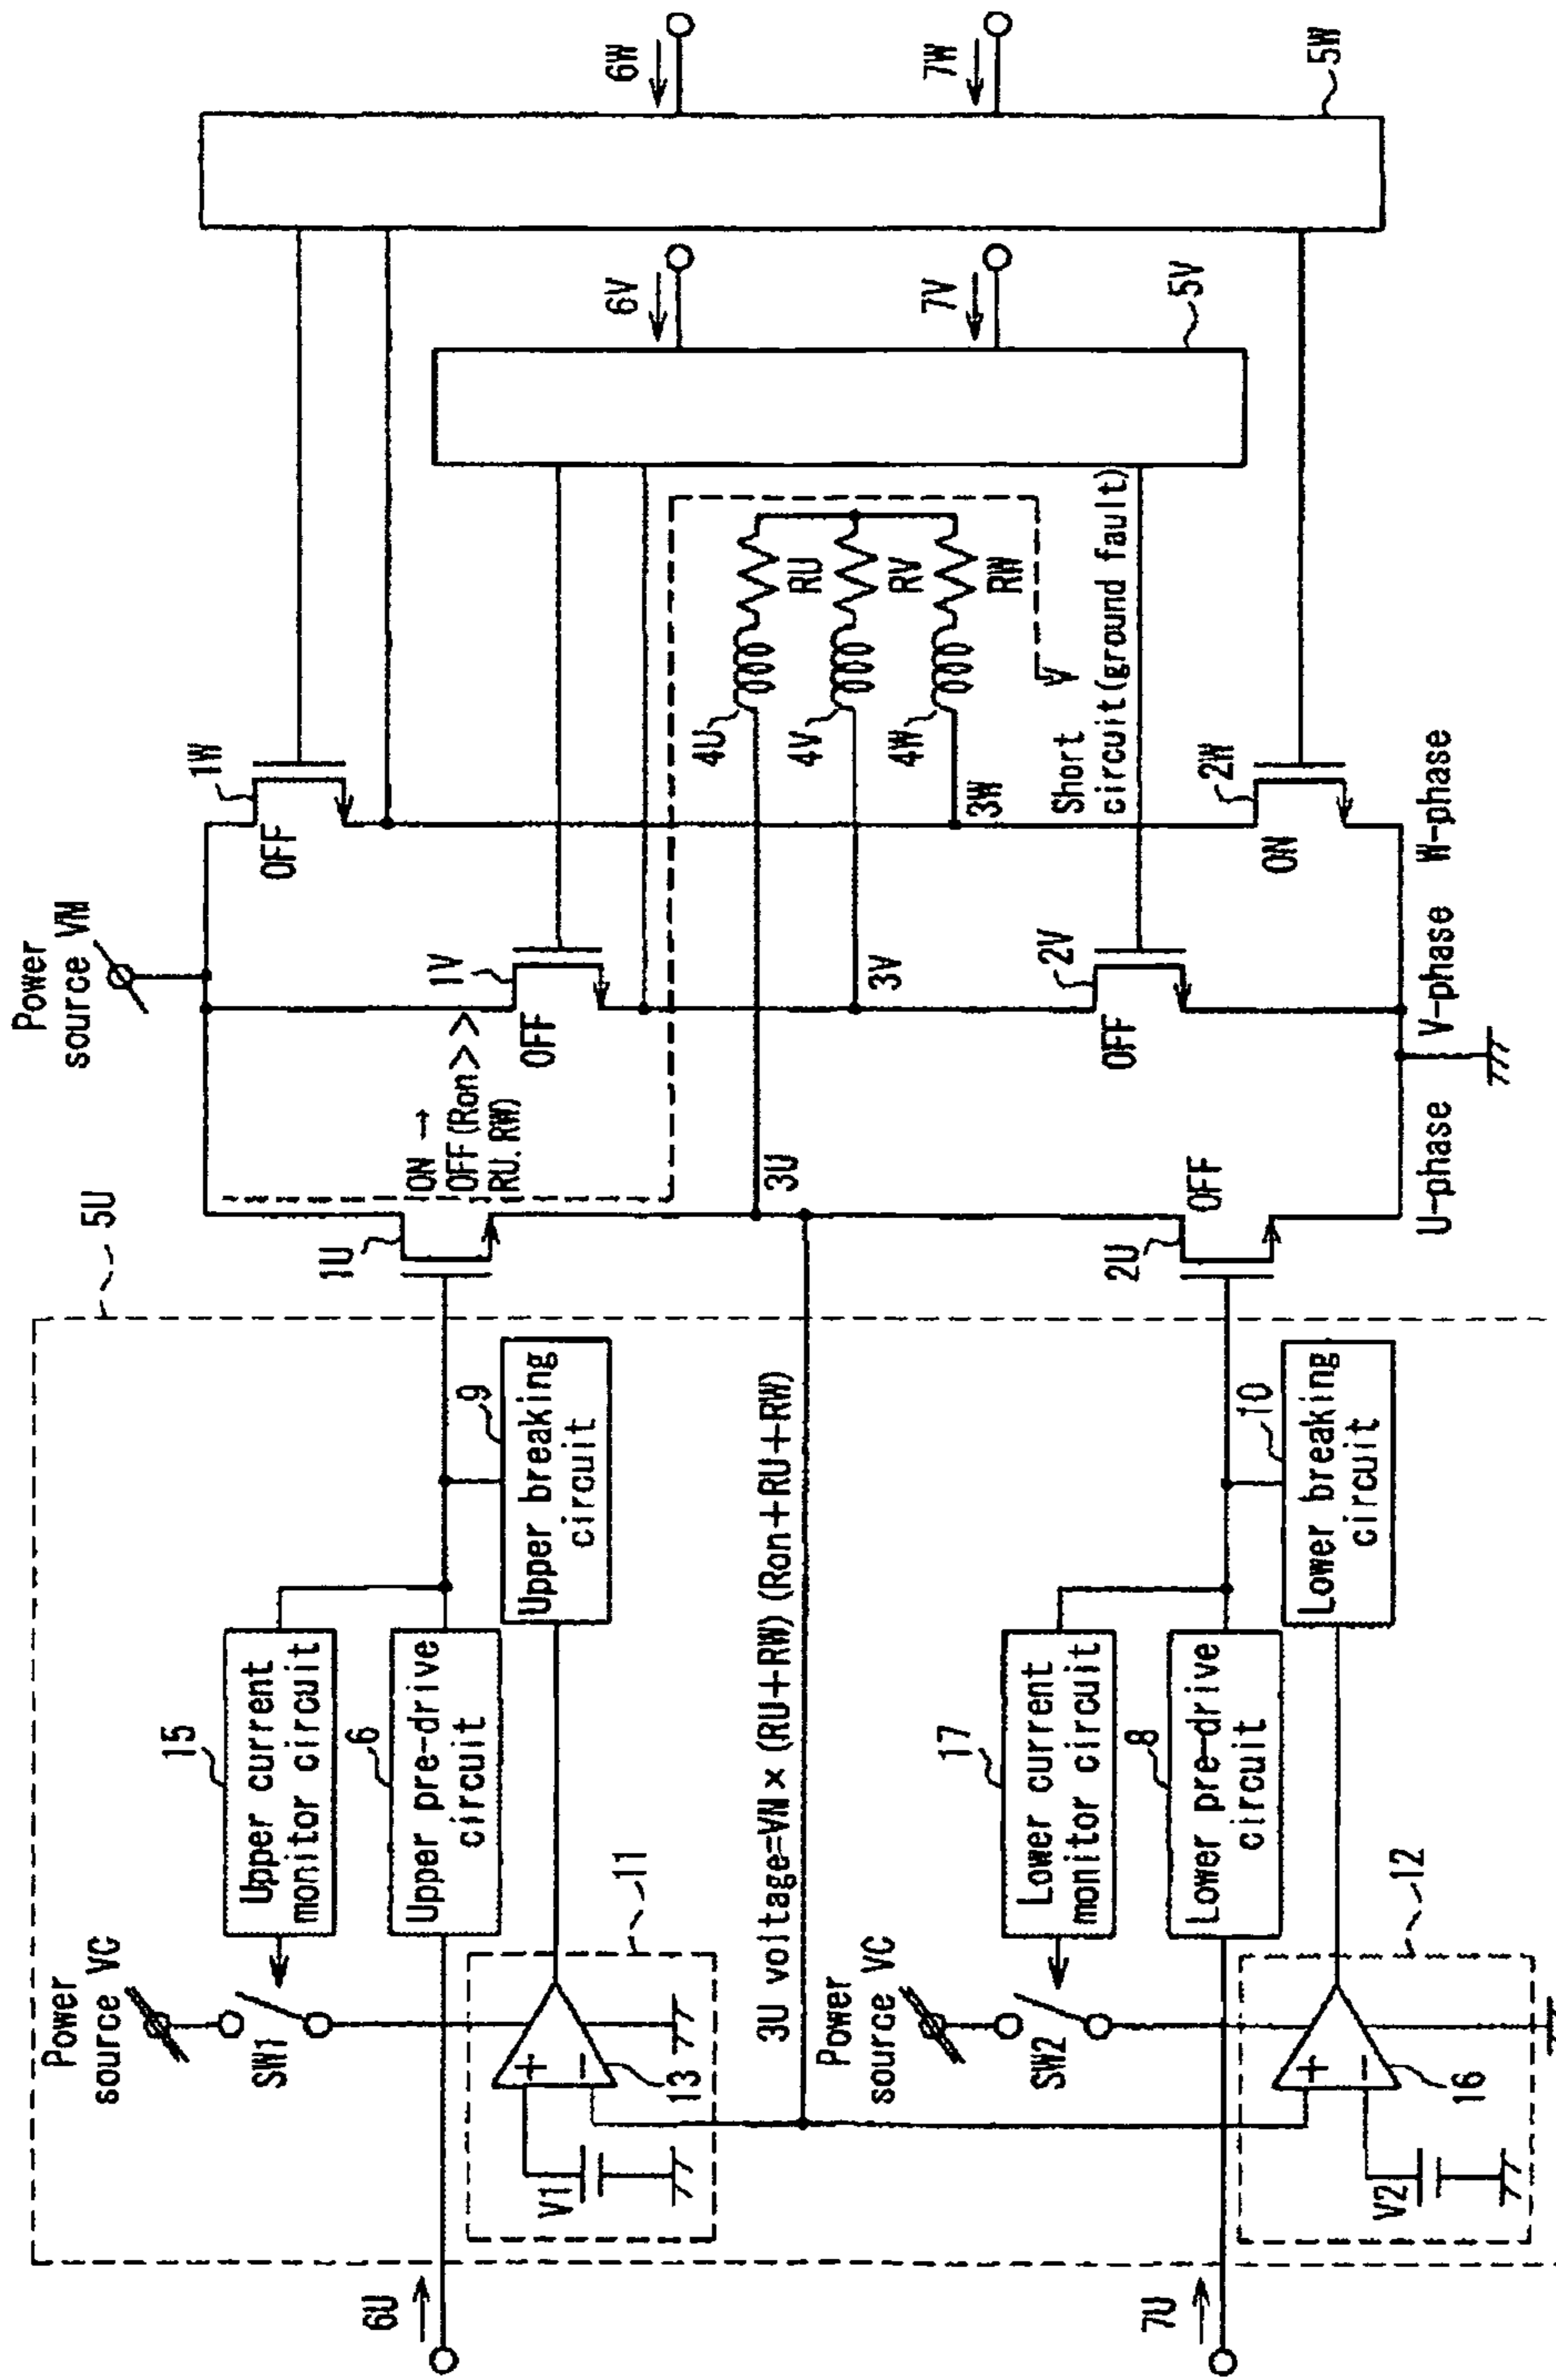 Power
source VC
SW1
15
Upper current
monitor circuit
6
Upper pre-drive
circuit
9
Upper breaking
circuit
6U
V1
+
−
13
11
5U
3U voltage=VN × (RU+RW) (Ron+RU+RW)
Power
source VC
SW2
17
Lower current
monitor circuit
8
Lower pre-drive
circuit
10
Lower breaking
circuit
7U
V2
+
−
16
12
Power
source VM
1U
ON →
OFF(Ron>>
RU.RW)
1V
OFF
1W
OFF
3U
3V
3W
4U
4V
4W
RU
RV
RW
Short
circuit(ground fault)
2U
OFF
2V
OFF
2W
ON
U-phase
V-phase
W-phase
6V
7V
5V
6W
7W
5W